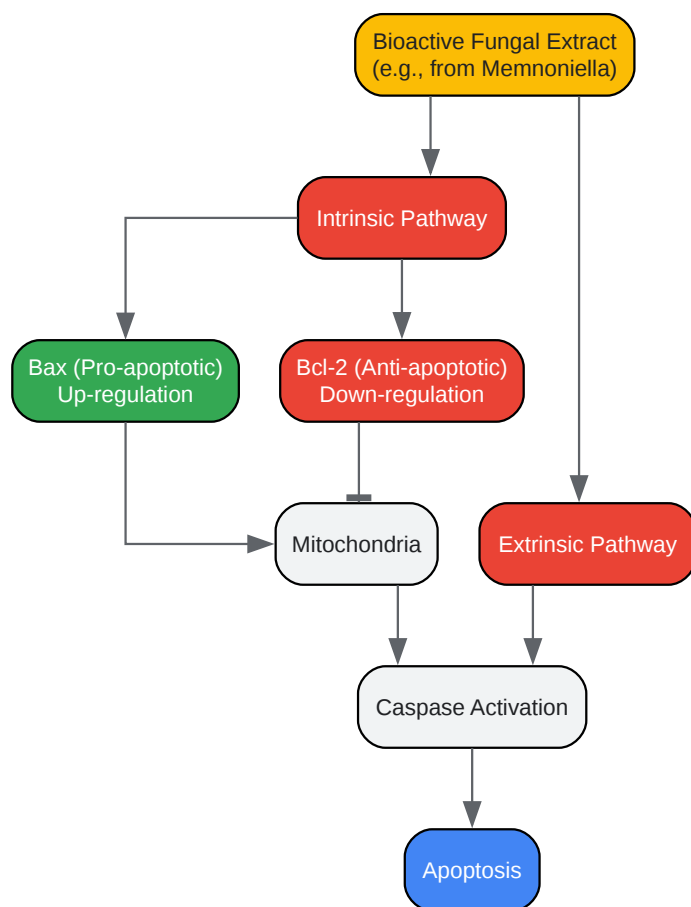 Bioactive Fungal Extract
(e.g., from Memnoniella)
Intrinsic Pathway
Bax (Pro-apoptotic)
Up-regulation
Bcl-2 (Anti-apoptotic)
Down-regulation
Mitochondria
Extrinsic Pathway
Caspase Activation
Apoptosis